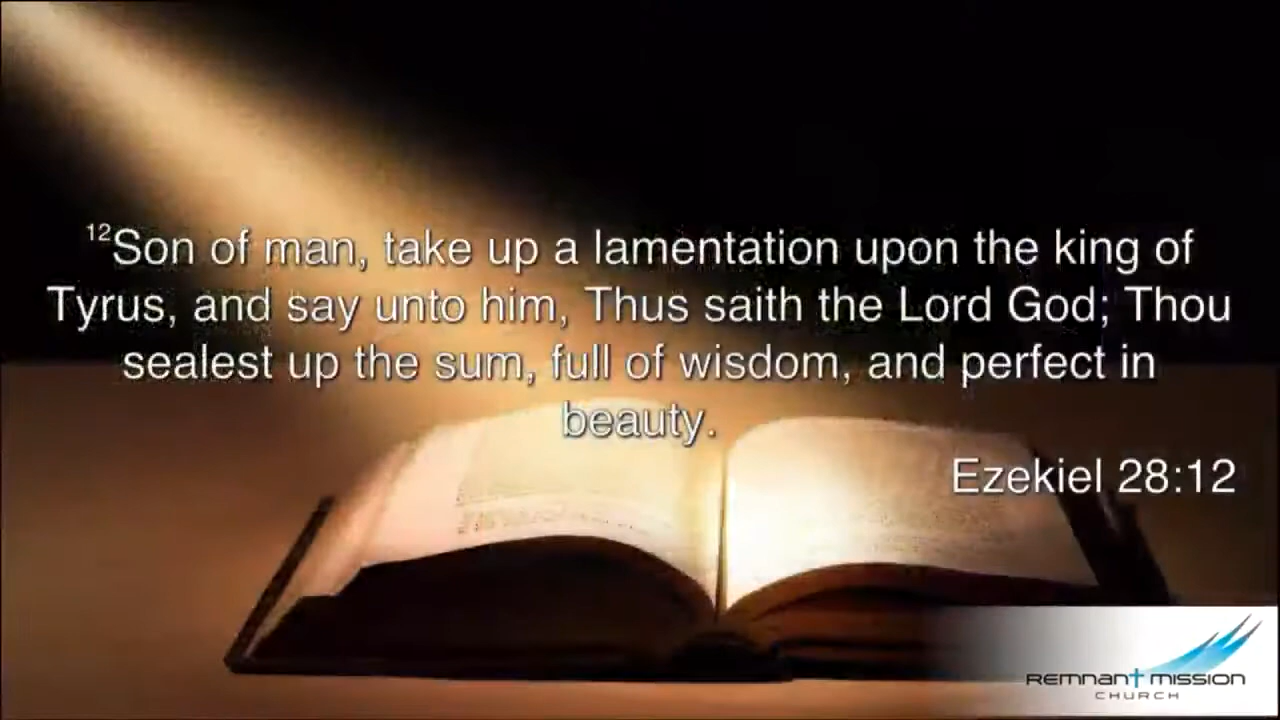 12Son of man, take up a lamentation upon the king of
Tyrus, and say unto him, Thus saith the Lord God; Thou
sealest up the sum, full of wisdom, and perfect in
beauty.
Ezekiel 28:12
REMNANT MISSION
CHURCH